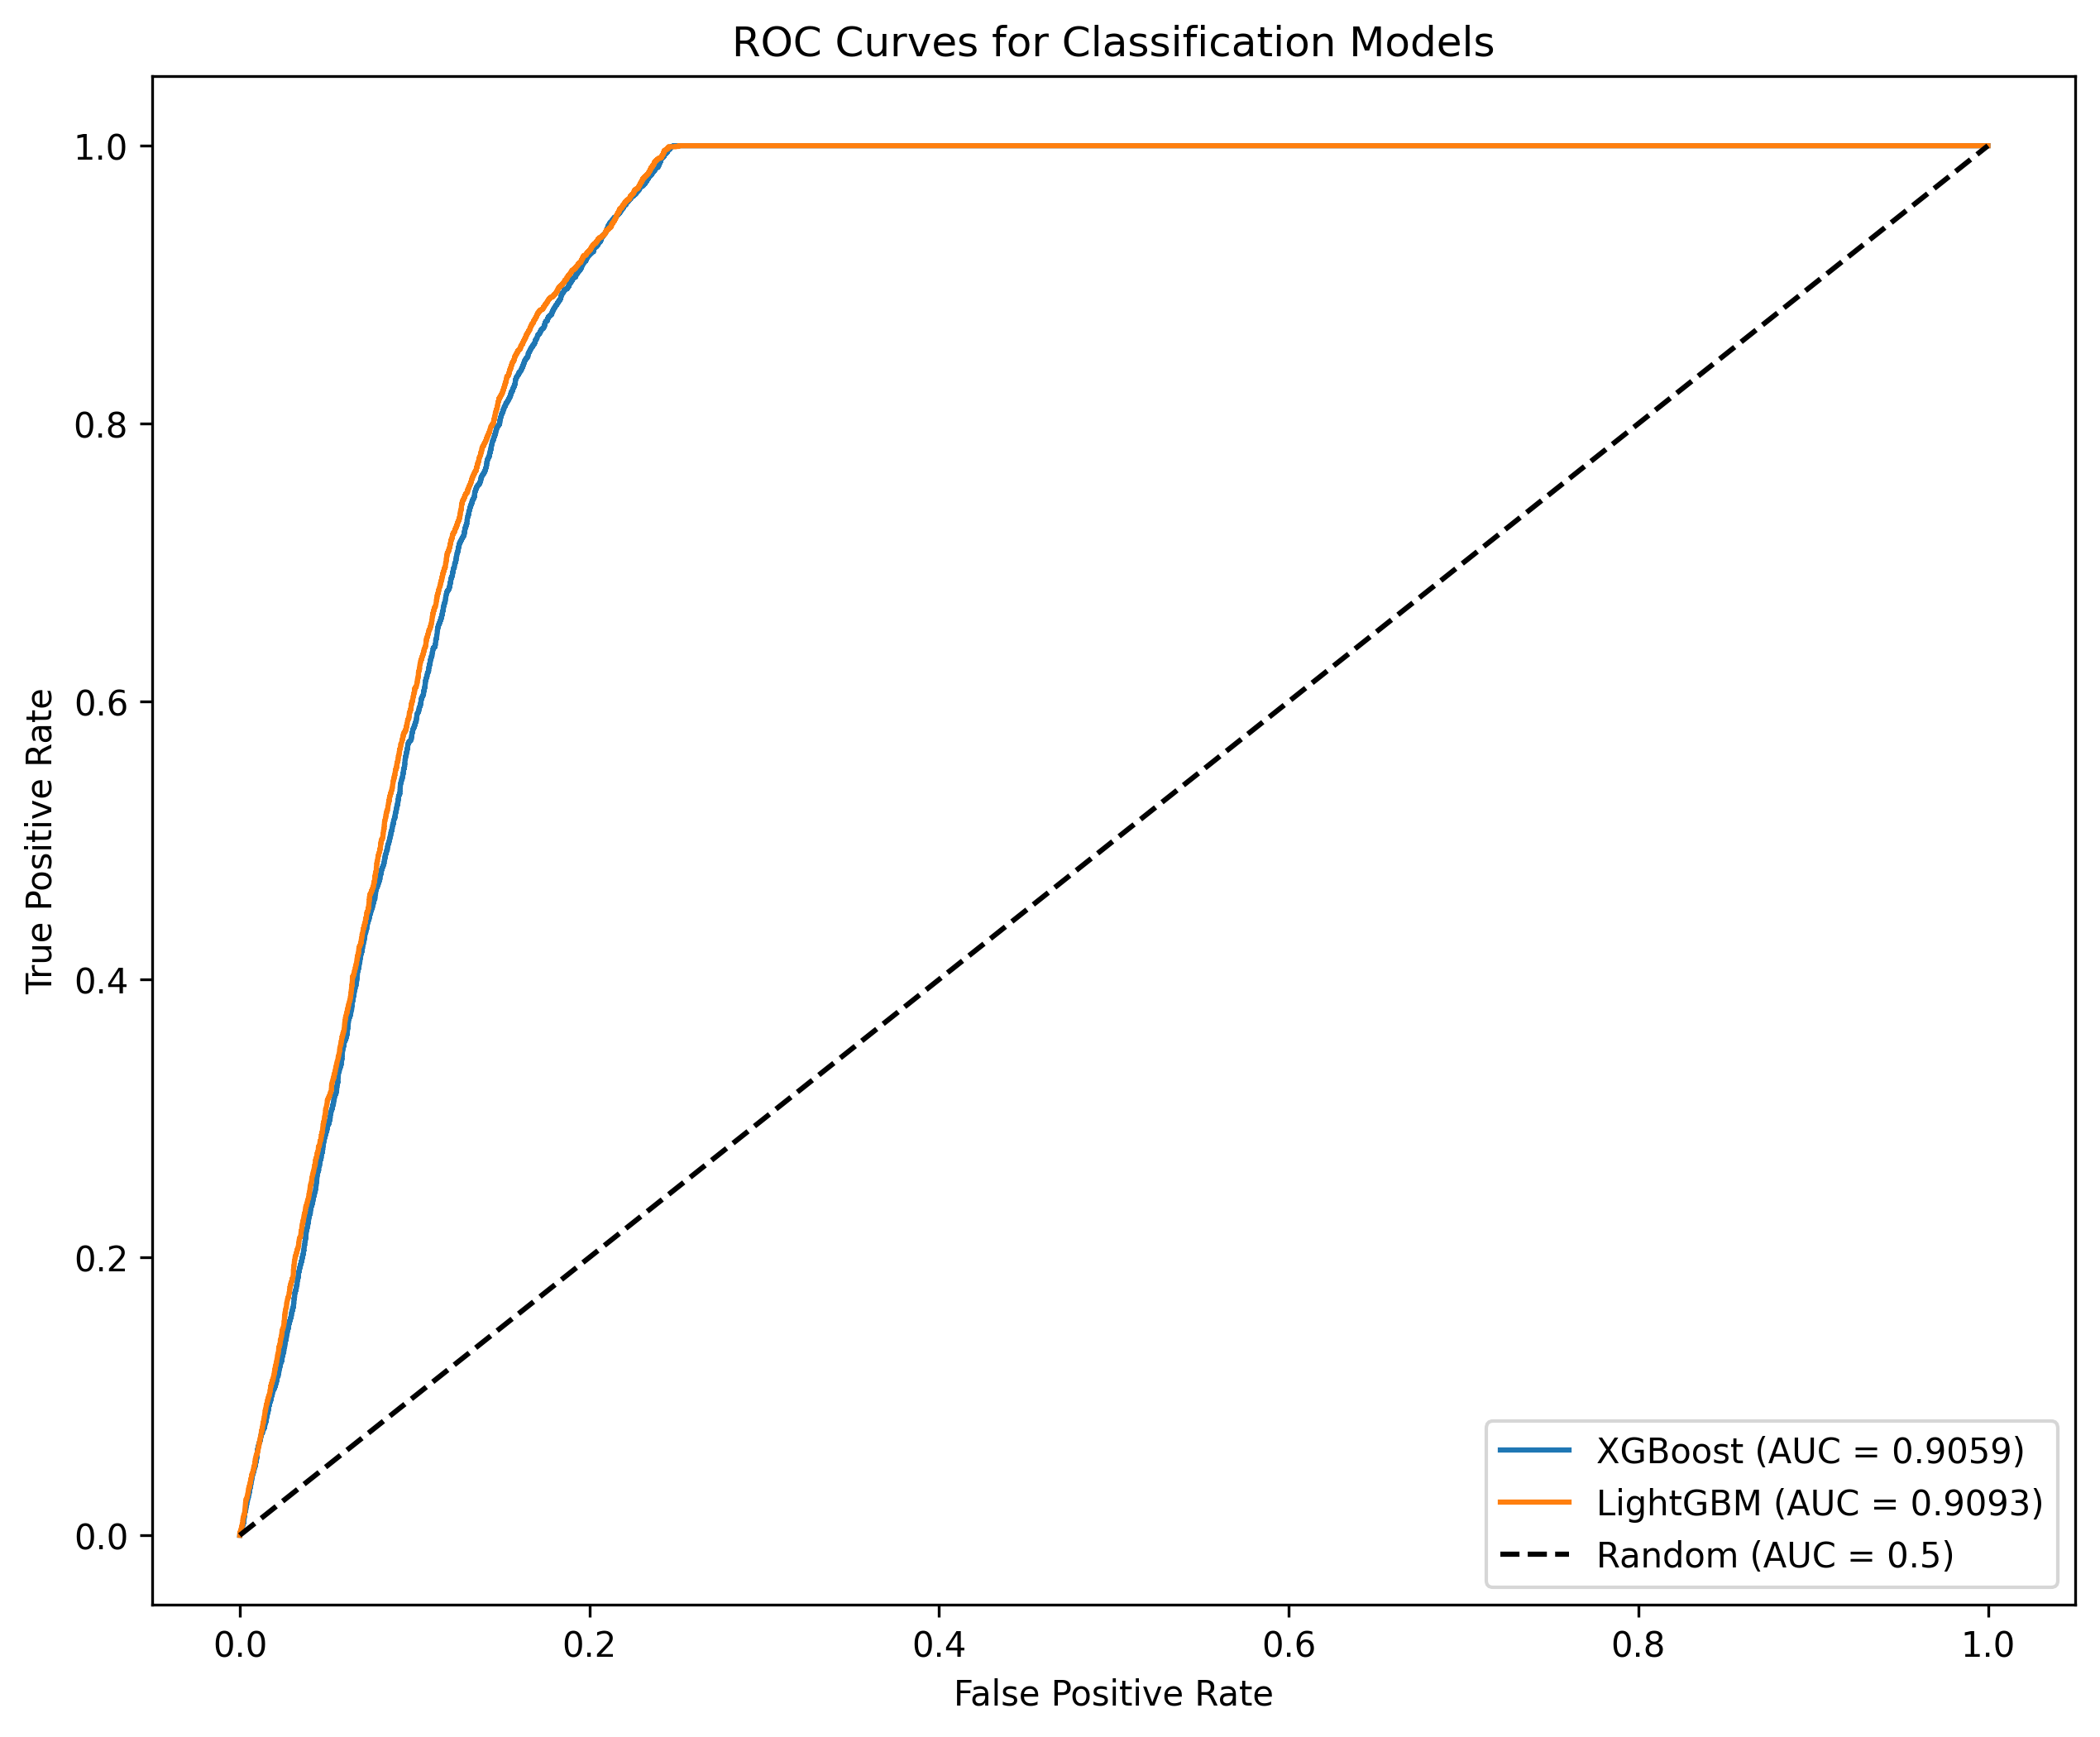 ROC Curves for Classification Models
True Positive Rate
1.0
0.8
0.6
0.4
0.2
0.0
0.0 0.2 0.4 0.6 0.8 1.0
False Positive Rate
XGBoost (AUC = 0.9059)
LightGBM (AUC = 0.9093)
Random (AUC = 0.5)